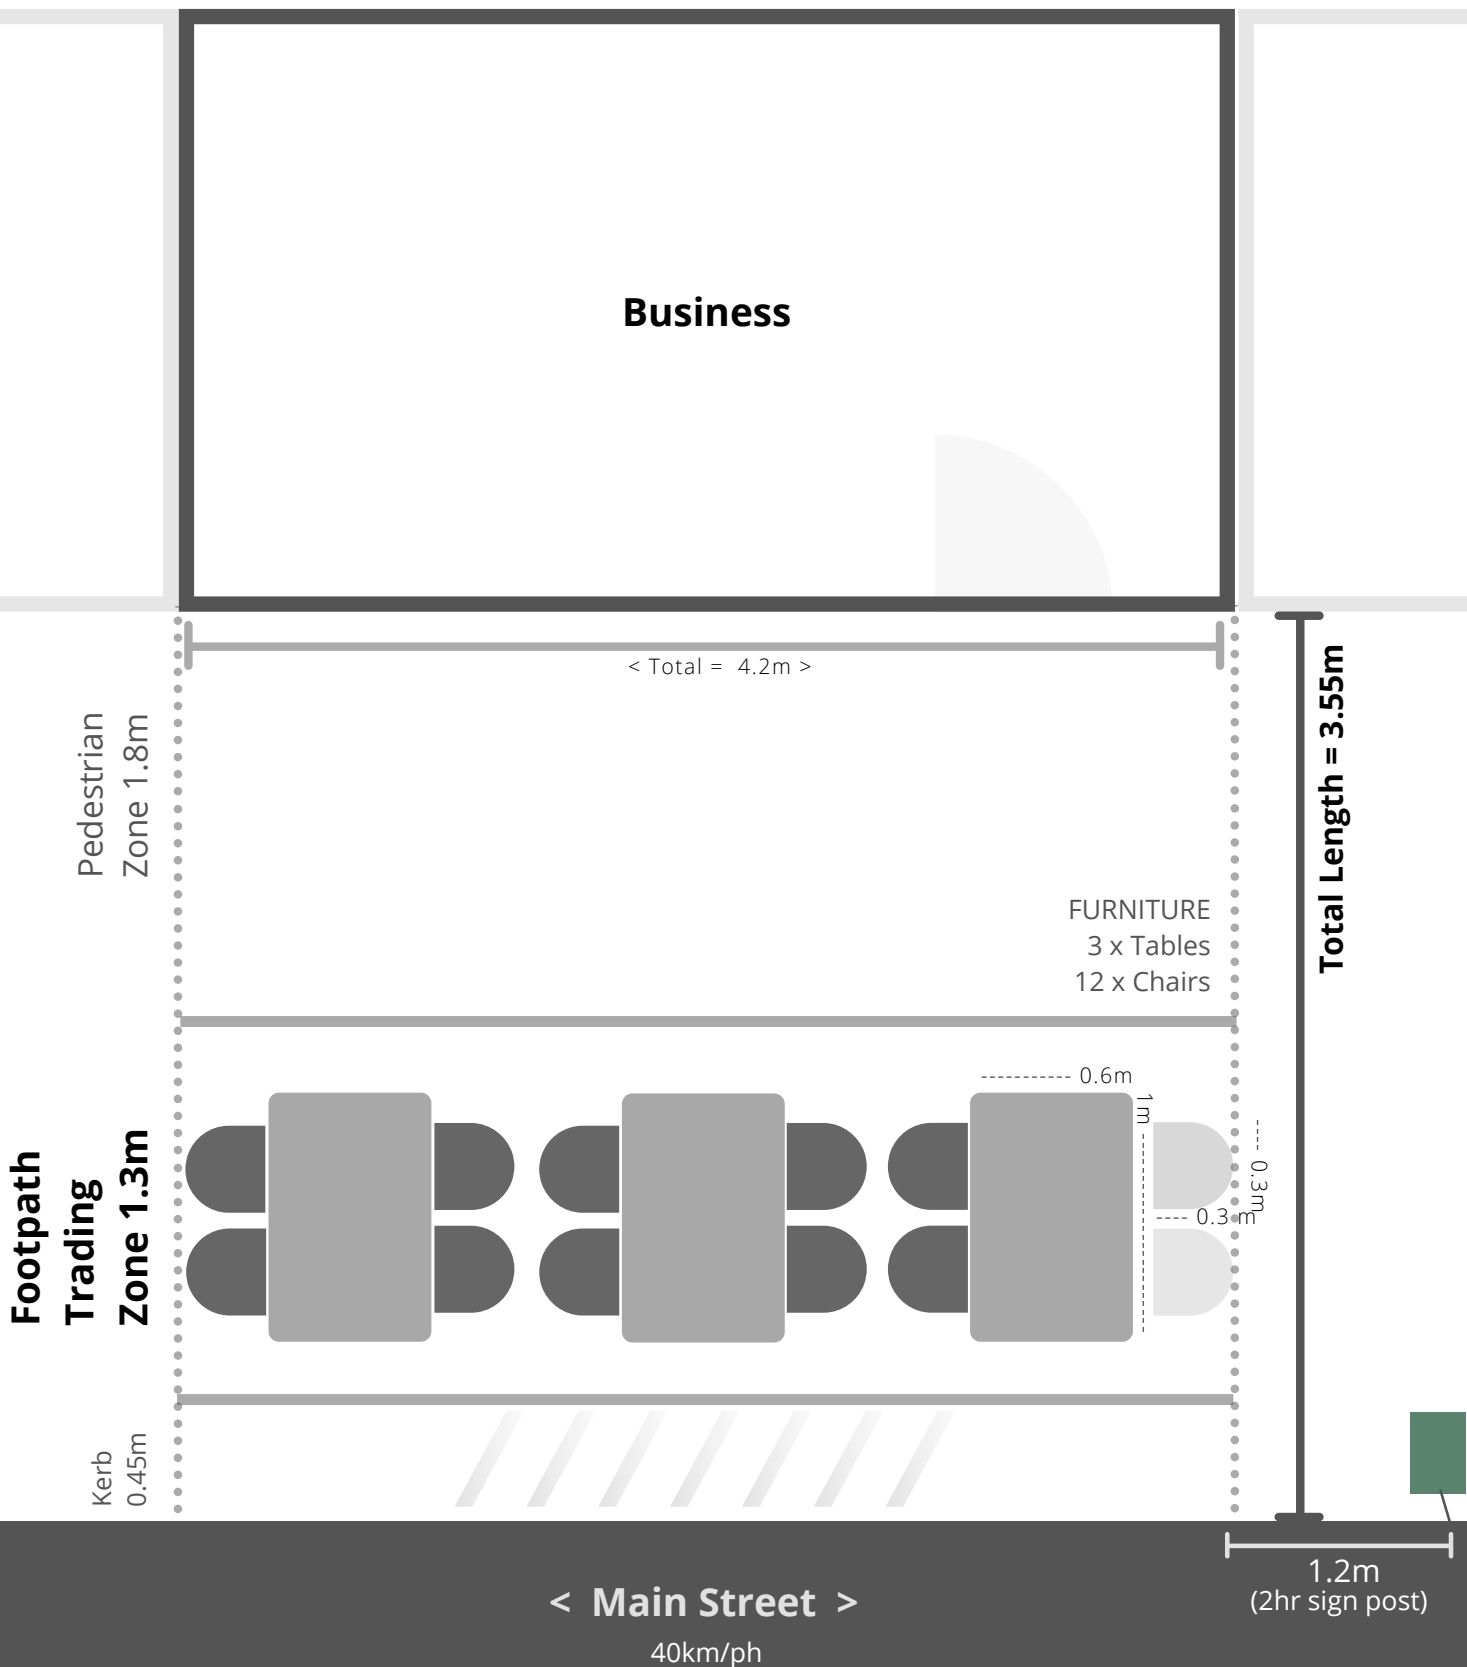 Business
< Total = 4.2m >
Pedestrian
Zone 1.8m
Total Length = 3.55m
FURNITURE
3 x Tables
12 x Chairs
----------- 0.6m
1m --------------------
---- 0.3m
---- 0.3 m
Footpath
Trading
Zone 1.3m
Kerb
0.45m
1.2m
(2hr sign post)
< Main Street >
40km/ph